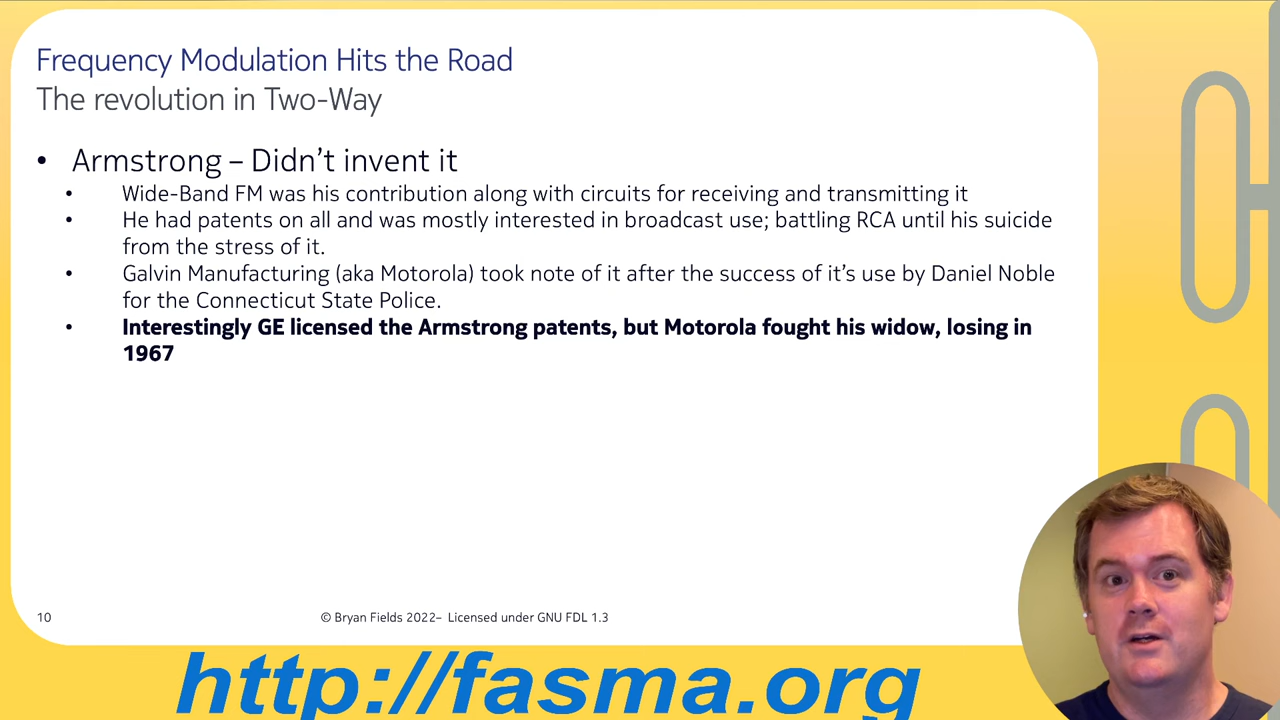 Frequency Modulation Hits the Road
The revolution in Two-Way
• Armstrong – Didn't invent it
• Wide-Band FM was his contribution along with circuits for receiving and transmitting it
• He had patents on all and was mostly interested in broadcast use; battling RCA until his suicide
from the stress of it.
• Galvin Manufacturing (aka Motorola) took note of it after the success of it's use by Daniel Noble
for the Connecticut State Police.
• Interestingly GE licensed the Armstrong patents, but Motorola fought his widow, losing in
1967
10
© Bryan Fields 2022– Licensed under GNU FDL 1.3
http://fasma.org